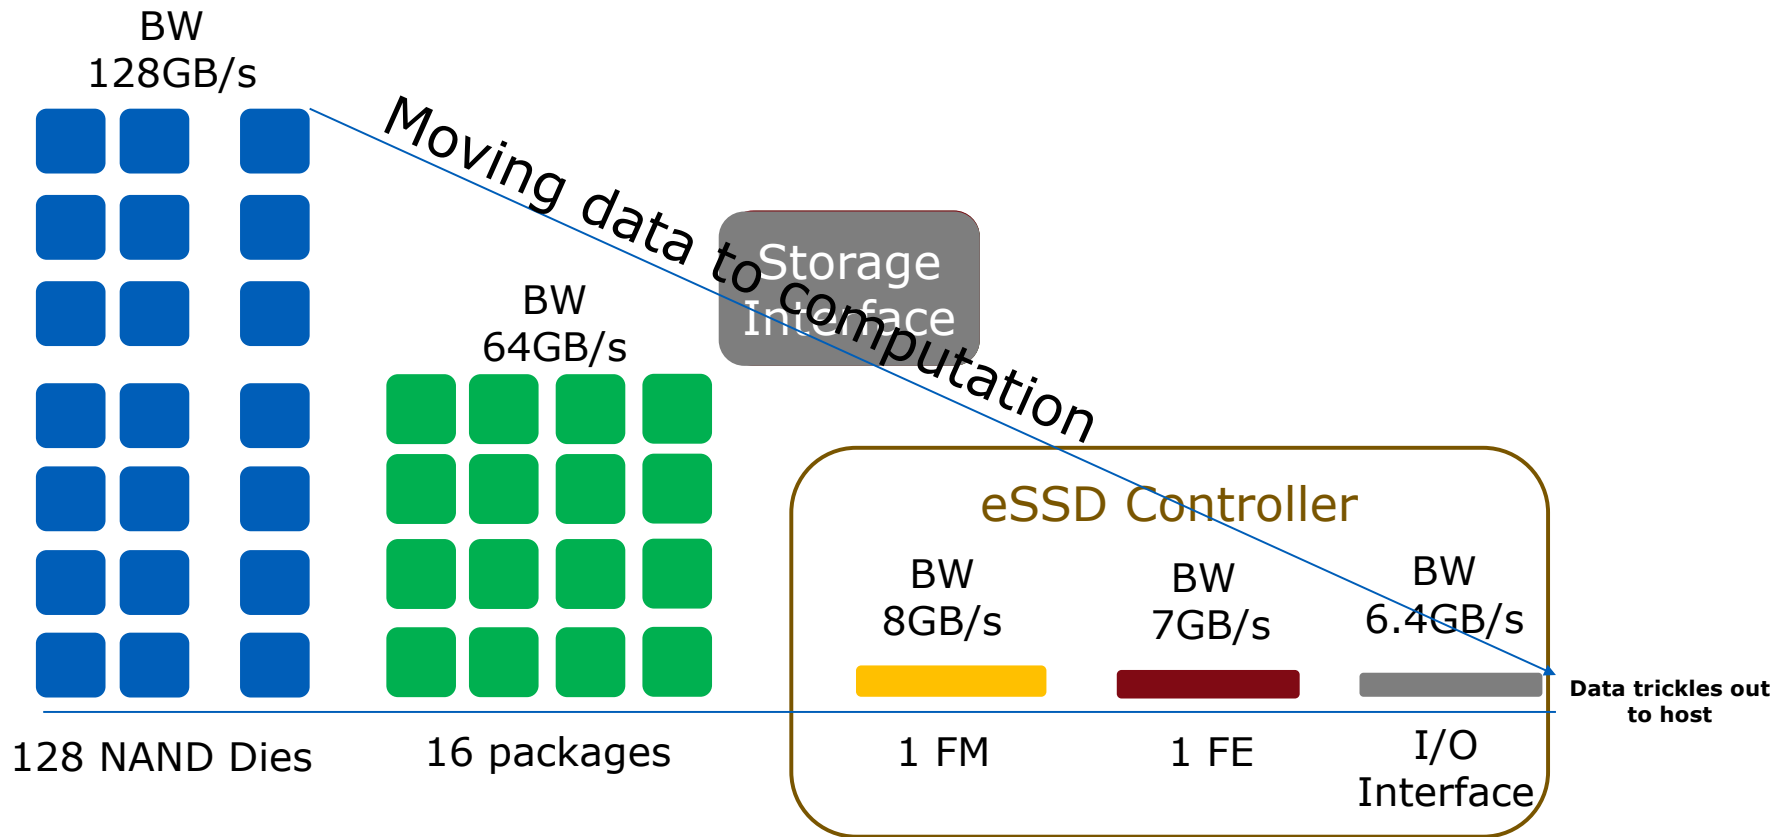 BW
128GB/s
Moving data to computation
Storage
Interface
BW
64GB/s
eSSD Controller
BW
8GB/s
BW
7GB/s
BW
6.4GB/s
Data trickles out
to host
128 NAND Dies
16 packages
1 FM
1 FE
I/O
Interface